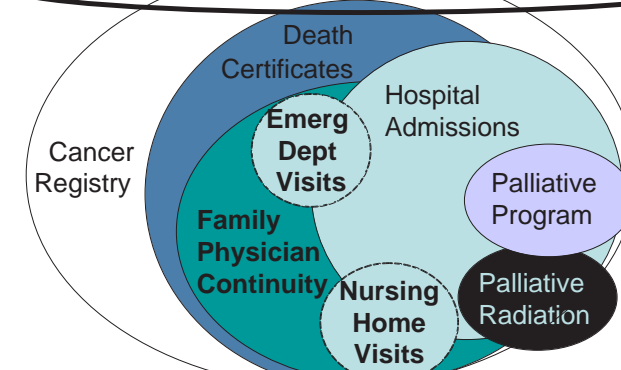 Death
Certificates
Hospital
Admissions
Emerg
Dept
Visits
Cancer
Registry
Palliative
Program
Family
Physician
Continuity
Nursing
Home
Visits
Palliative
Radiation